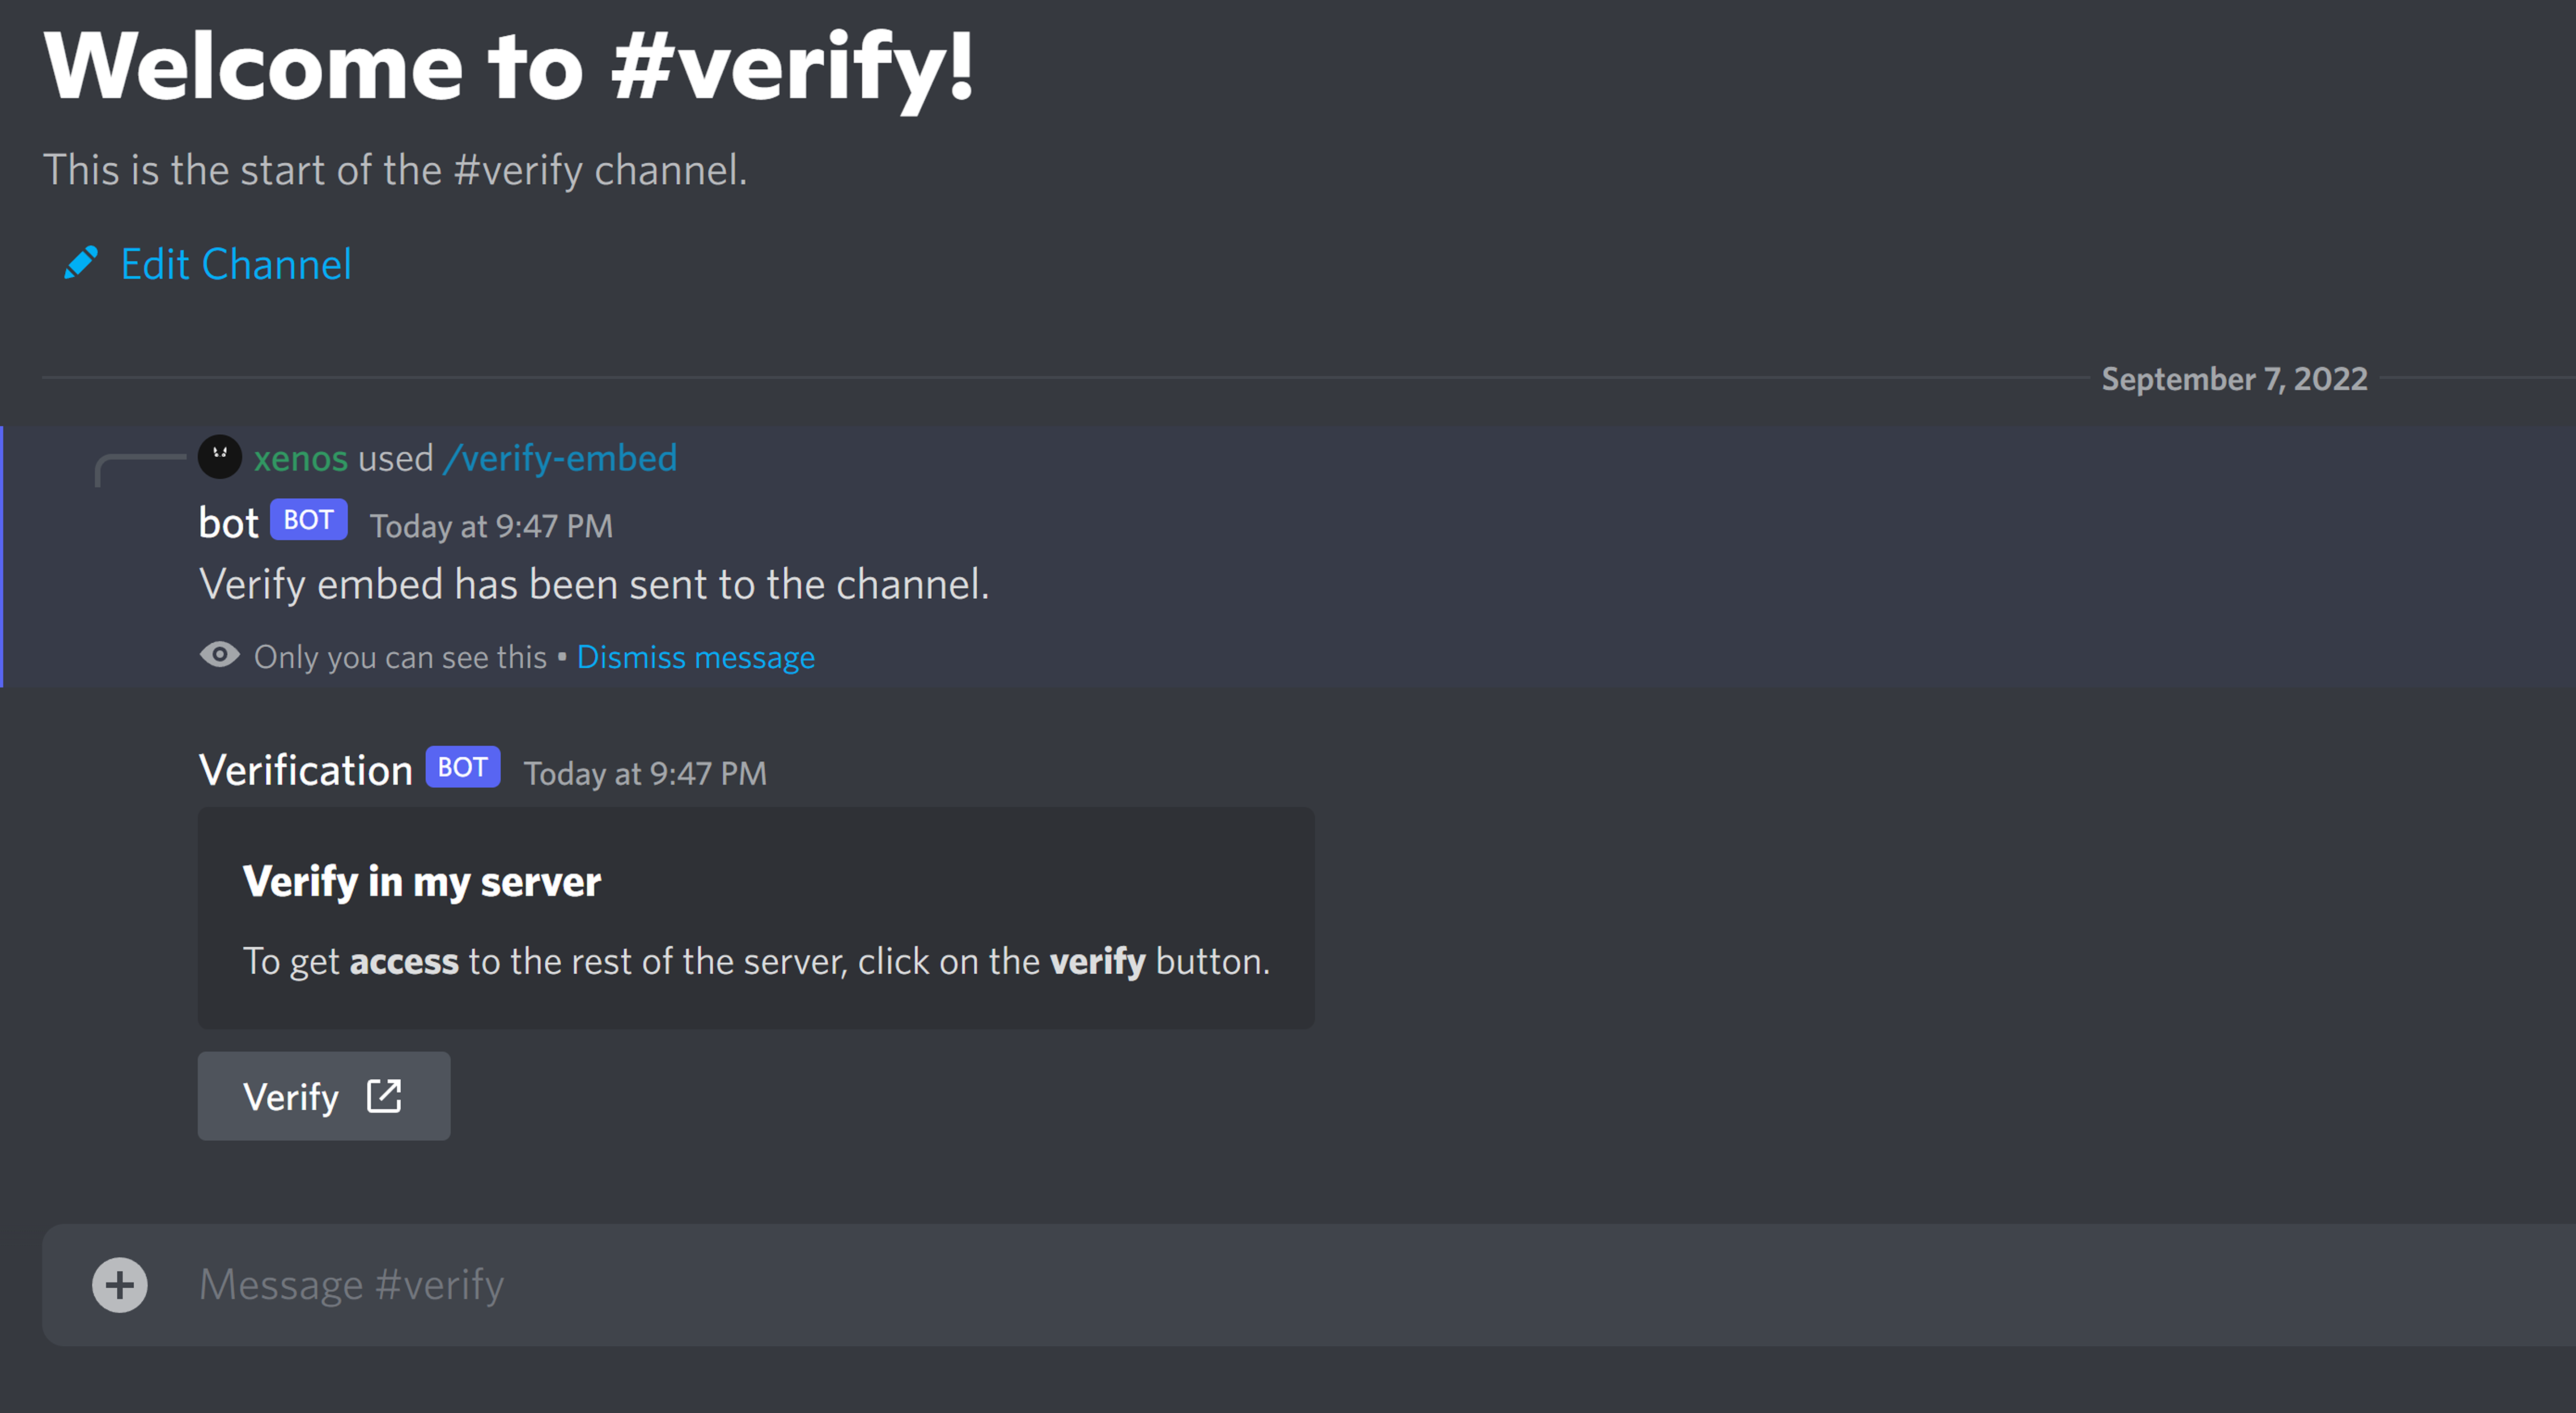 Welcome to #verify!
This is the start of the #verify channel.
Edit Channel
September 7, 2022
xenos used /verify-embed
bot BOT Today at 9:47 PM
Verify embed has been sent to the channel.
Only you can see this • Dismiss message
Verification BOT Today at 9:47 PM
Verify in my server
To get access to the rest of the server, click on the verify button.
Verify
Message #verify